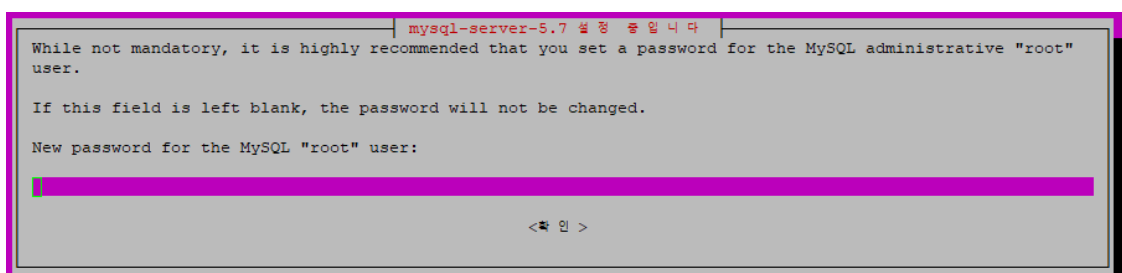 mysql-server-5.7 설정 중입니다
While not mandatory, it is highly recommended that you set a password for the MySQL administrative "root"
user.
If this field is left blank, the password will not be changed.
New password for the MySQL "root" user:
<확인>